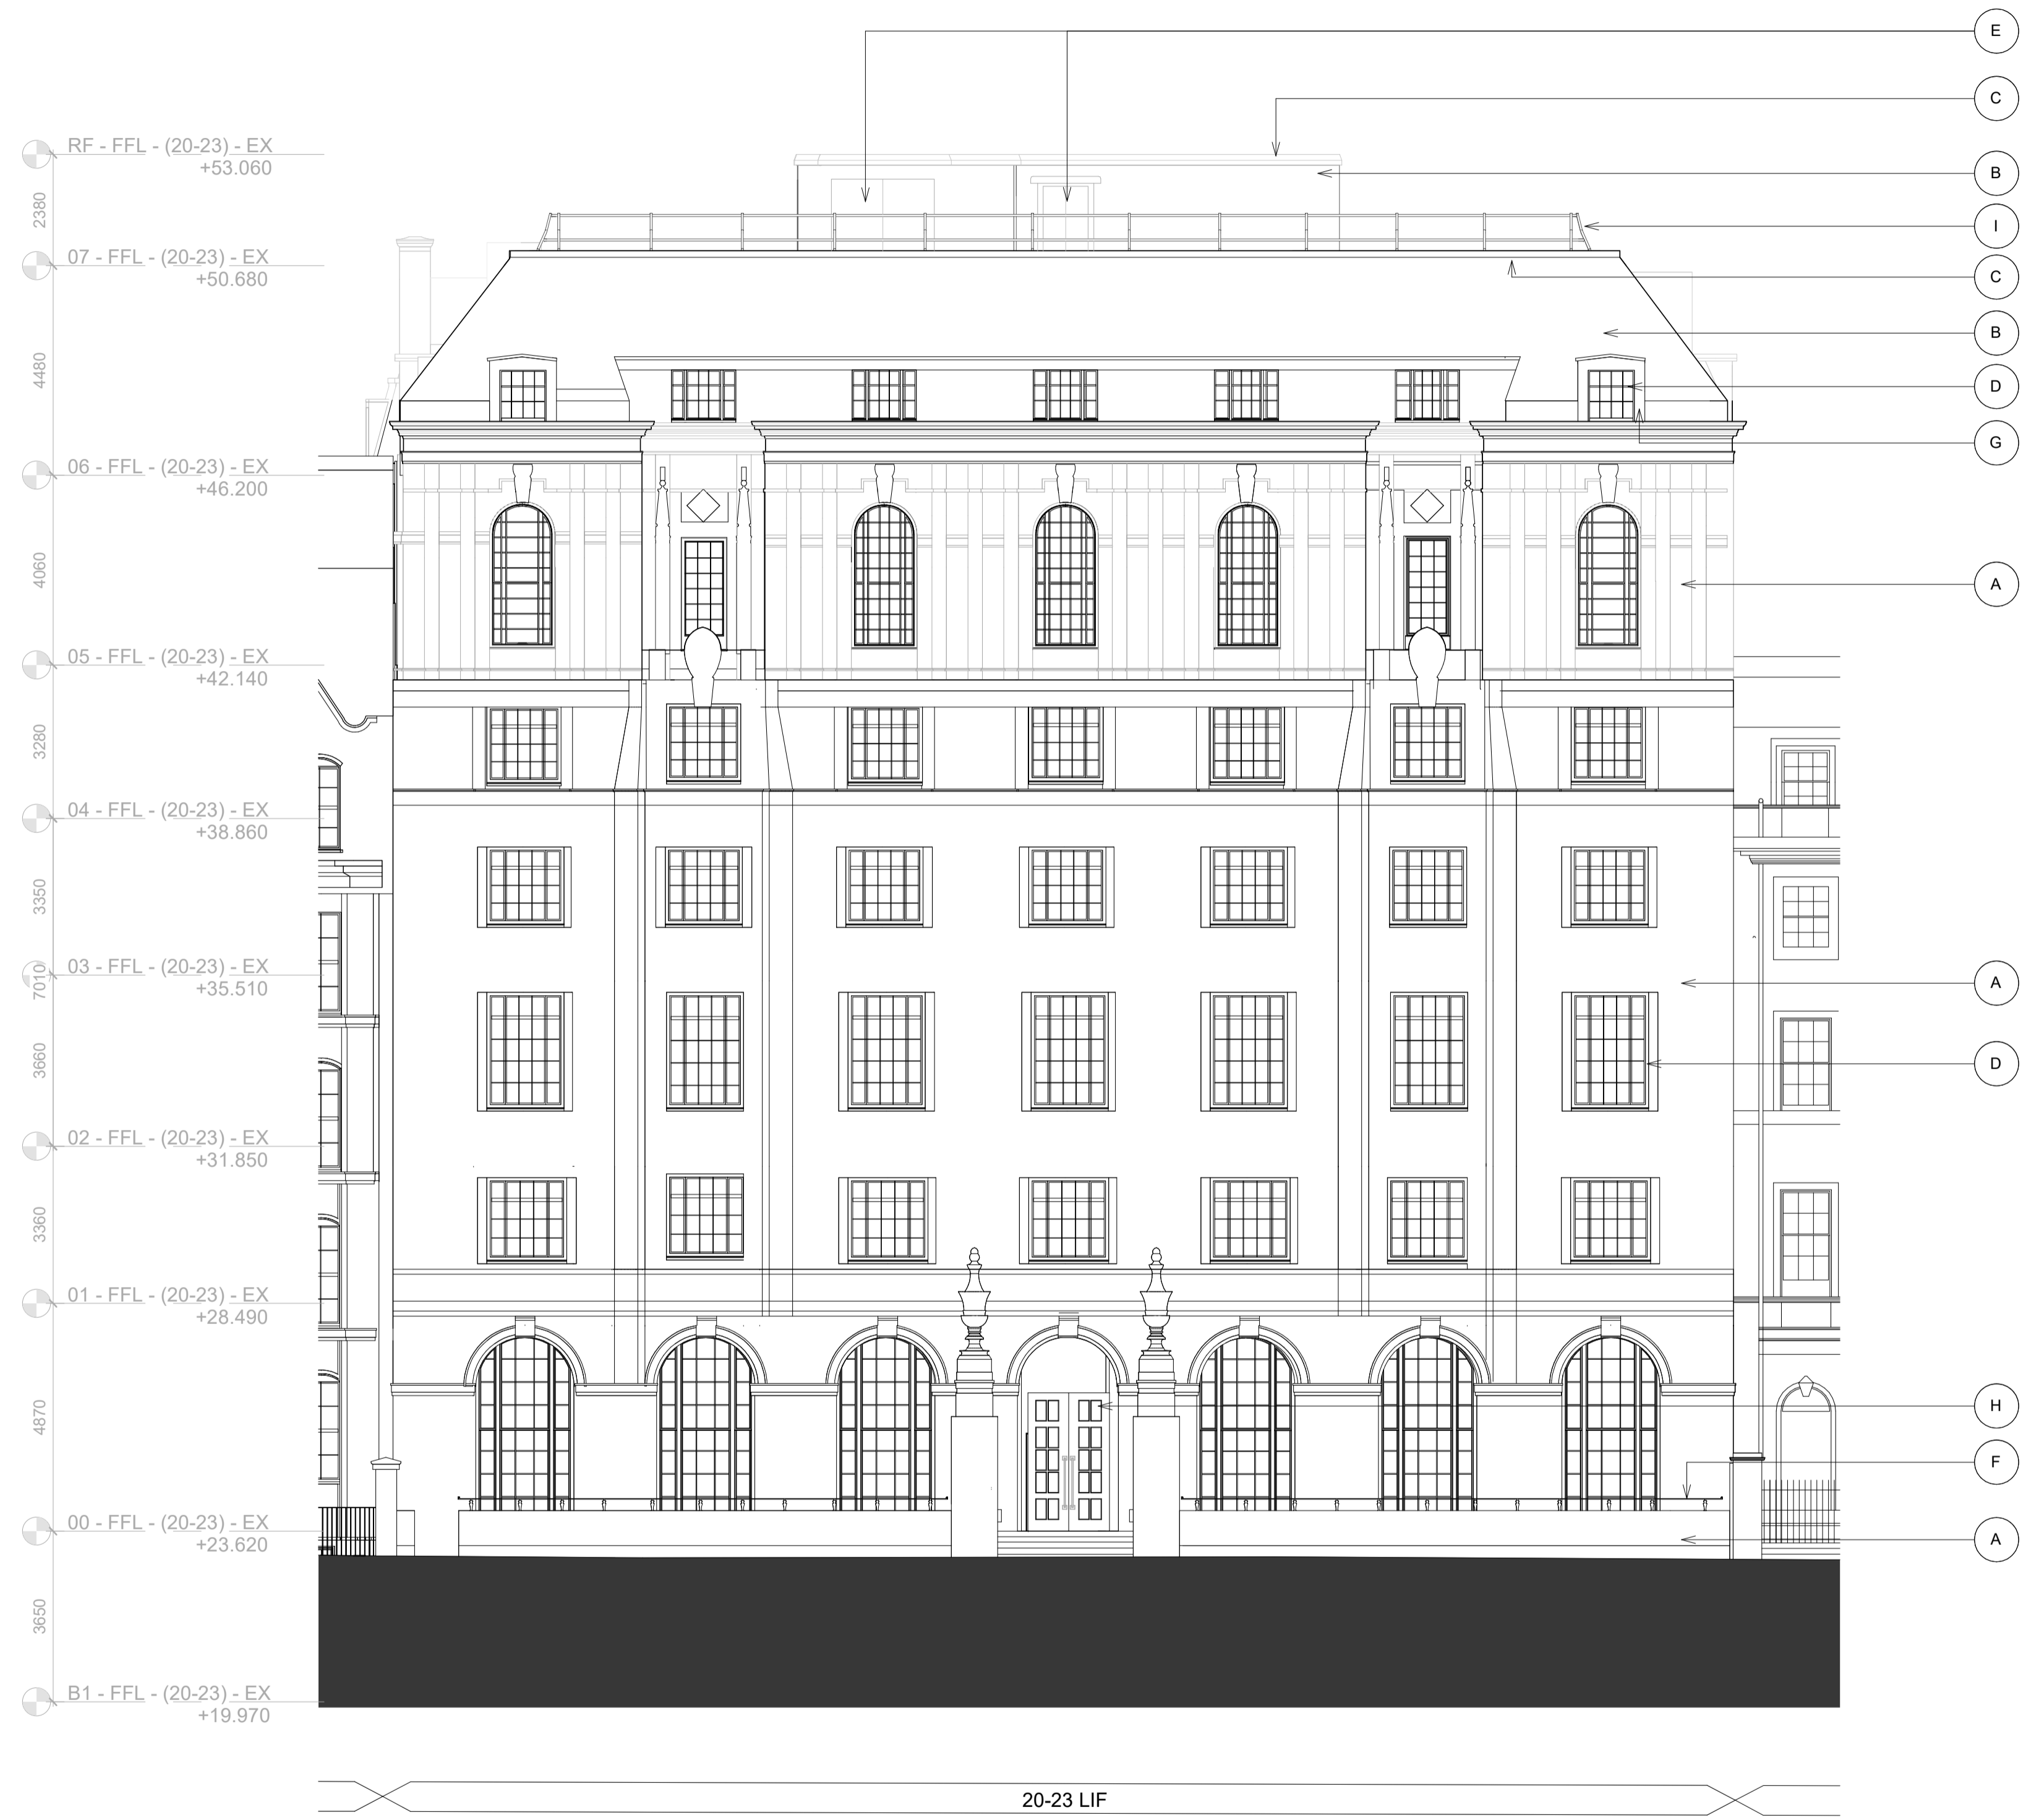 E
C
RF - FFL - (20-23) - EX
+53.060
B
2380
I
07 - FFL - (20-23) - EX
+50.680
C
B
4480
D
G
06 - FFL - (20-23) - EX
+46.200
4060
A
05 - FFL - (20-23) - EX
+42.140
3280
04 - FFL - (20-23) - EX
+38.860
3350
03 - FFL - (20-23) - EX
+35.510
7010
A
3660
D
02 - FFL - (20-23) - EX
+31.850
3360
01 - FFL - (20-23) - EX
+28.490
H
4870
F
00 - FFL - (20-23) - EX
+23.620
A
3650
B1 - FFL - (20-23) - EX
+19.970
20-23 LIF